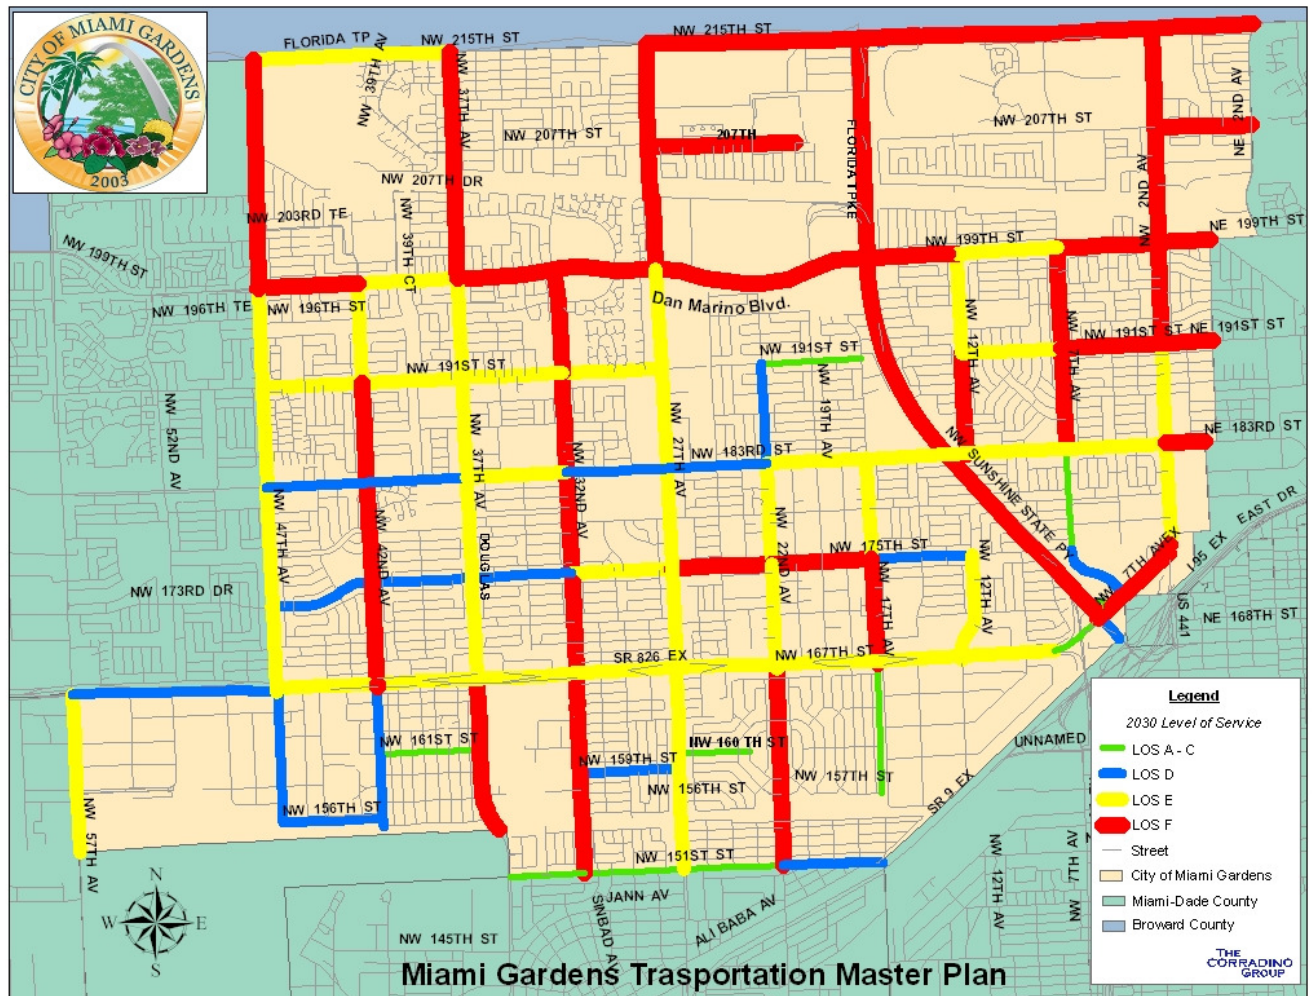 CITY OF MIAMI GARDENS
2003
FLORIDA TP
NW 215TH ST
NW 215TH ST
NW 39TH AV
NW 37TH AV
NW 207TH ST
207TH
NW 207TH ST
NE 2ND AV
FLORIDA TPKE
NW 2ND AV
NW 207TH DR
NW 203RD TE
NW 39TH CT
NW 199TH ST
NW 199TH ST
NE 199TH ST
NW 196TH TE
NW 196TH ST
Dan Marino Blvd.
NW 12TH AV
NW 7TH AV
NW 191ST ST
NE 191ST ST
NW 191ST ST
NW 191ST ST
NW 19TH AV
NW 52ND AV
NW 37TH AV
NW 27TH AV
NW 183RD ST
NE 183RD ST
NW 32ND AV
NW SUNSHINE STATE PY
NW 47TH AV
NW 42ND AV
DOUGLAS
NW 22ND AV
NW 175TH ST
NW 17TH AV
NW 12TH AV
NW 7TH AVEX
I95 EX
EAST DR
US 441
NE 168TH ST
NW 173RD DR
SR 826 EX
NW 167TH ST
NW 161ST ST
NW 160 TH ST
NW 159TH ST
NW 157TH ST
NW 156TH ST
NW 156TH ST
UNNAMED
SR 9 EX
NW 57TH AV
NW 151ST ST
JANN AV
SINBAD AV
ALI BABA AV
NW 145TH ST
NW 12TH AV
NW 7TH AV
N
W
E
S
Legend
2030 Level of Service
LOS A - C
LOS D
LOS E
LOS F
Street
City of Miami Gardens
Miami-Dade County
Broward County
THE
CORRADINO
GROUP
Miami Gardens Trasportation Master Plan